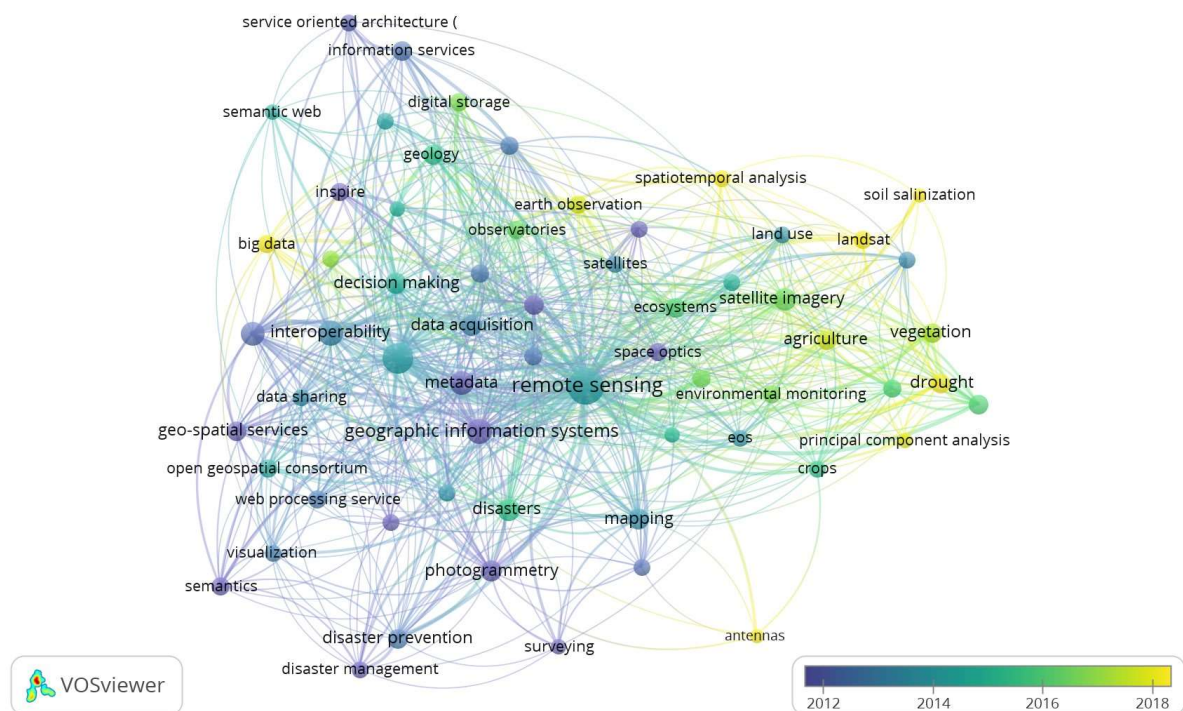 service oriented architecture (
information services
digital storage
semantic web
geology
spatiotemporal analysis
inspire
soil salinization
earth observation
observatories
land use
landsat
big data
satellites
decision making
satellite imagery
ecosystems
data acquisition
interoperability
vegetation
agriculture
space optics
metadata
remote sensing
drought
environmental monitoring
data sharing
geo-spatial services
geographic information systems
eos
principal component analysis
open geospatial consortium
crops
web processing service
disasters
mapping
visualization
photogrammetry
semantics
disaster prevention
antennas
surveying
disaster management
VOSviewer
2012 2014 2016 2018